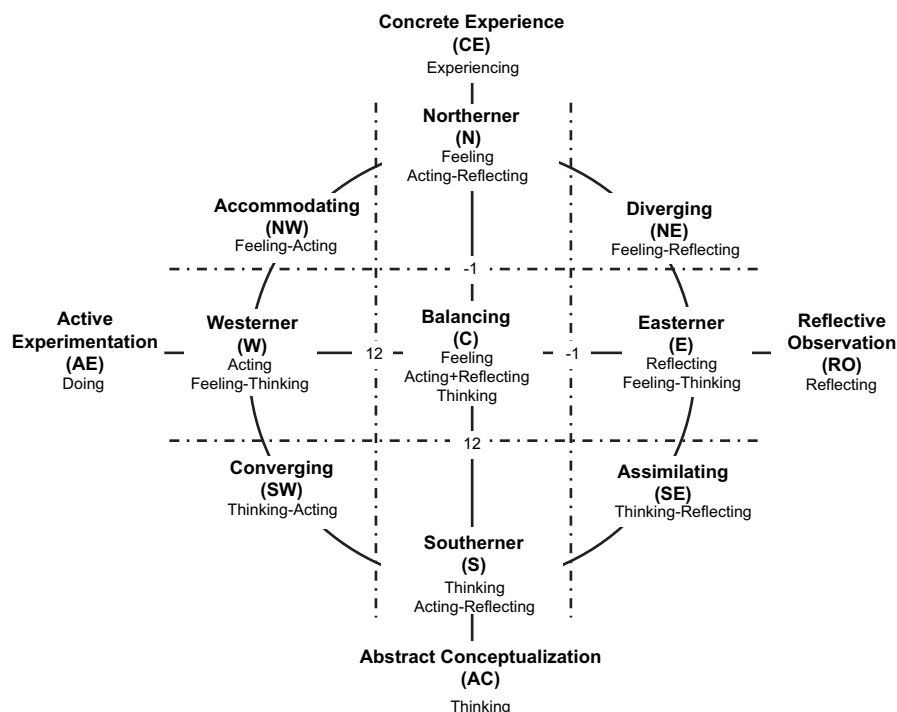 Concrete Experience
(CE)
Experiencing
Northerner
(N)
Feeling
Acting-Reflecting
Accommodating
(NW)
Feeling-Acting
Diverging
(NE)
Feeling-Reflecting
-1
Active
Experimentation
(AE)
Doing
Westerner
(W)
Acting
Feeling-Thinking
12
Balancing
(C)
Feeling
Acting+Reflecting
Thinking
-1
Easterner
(E)
Reflecting
Feeling-Thinking
Reflective
Observation
(RO)
Reflecting
12
Converging
(SW)
Thinking-Acting
Assimilating
(SE)
Thinking-Reflecting
Southerner
(S)
Thinking
Acting-Reflecting
Abstract Conceptualization
(AC)
Thinking